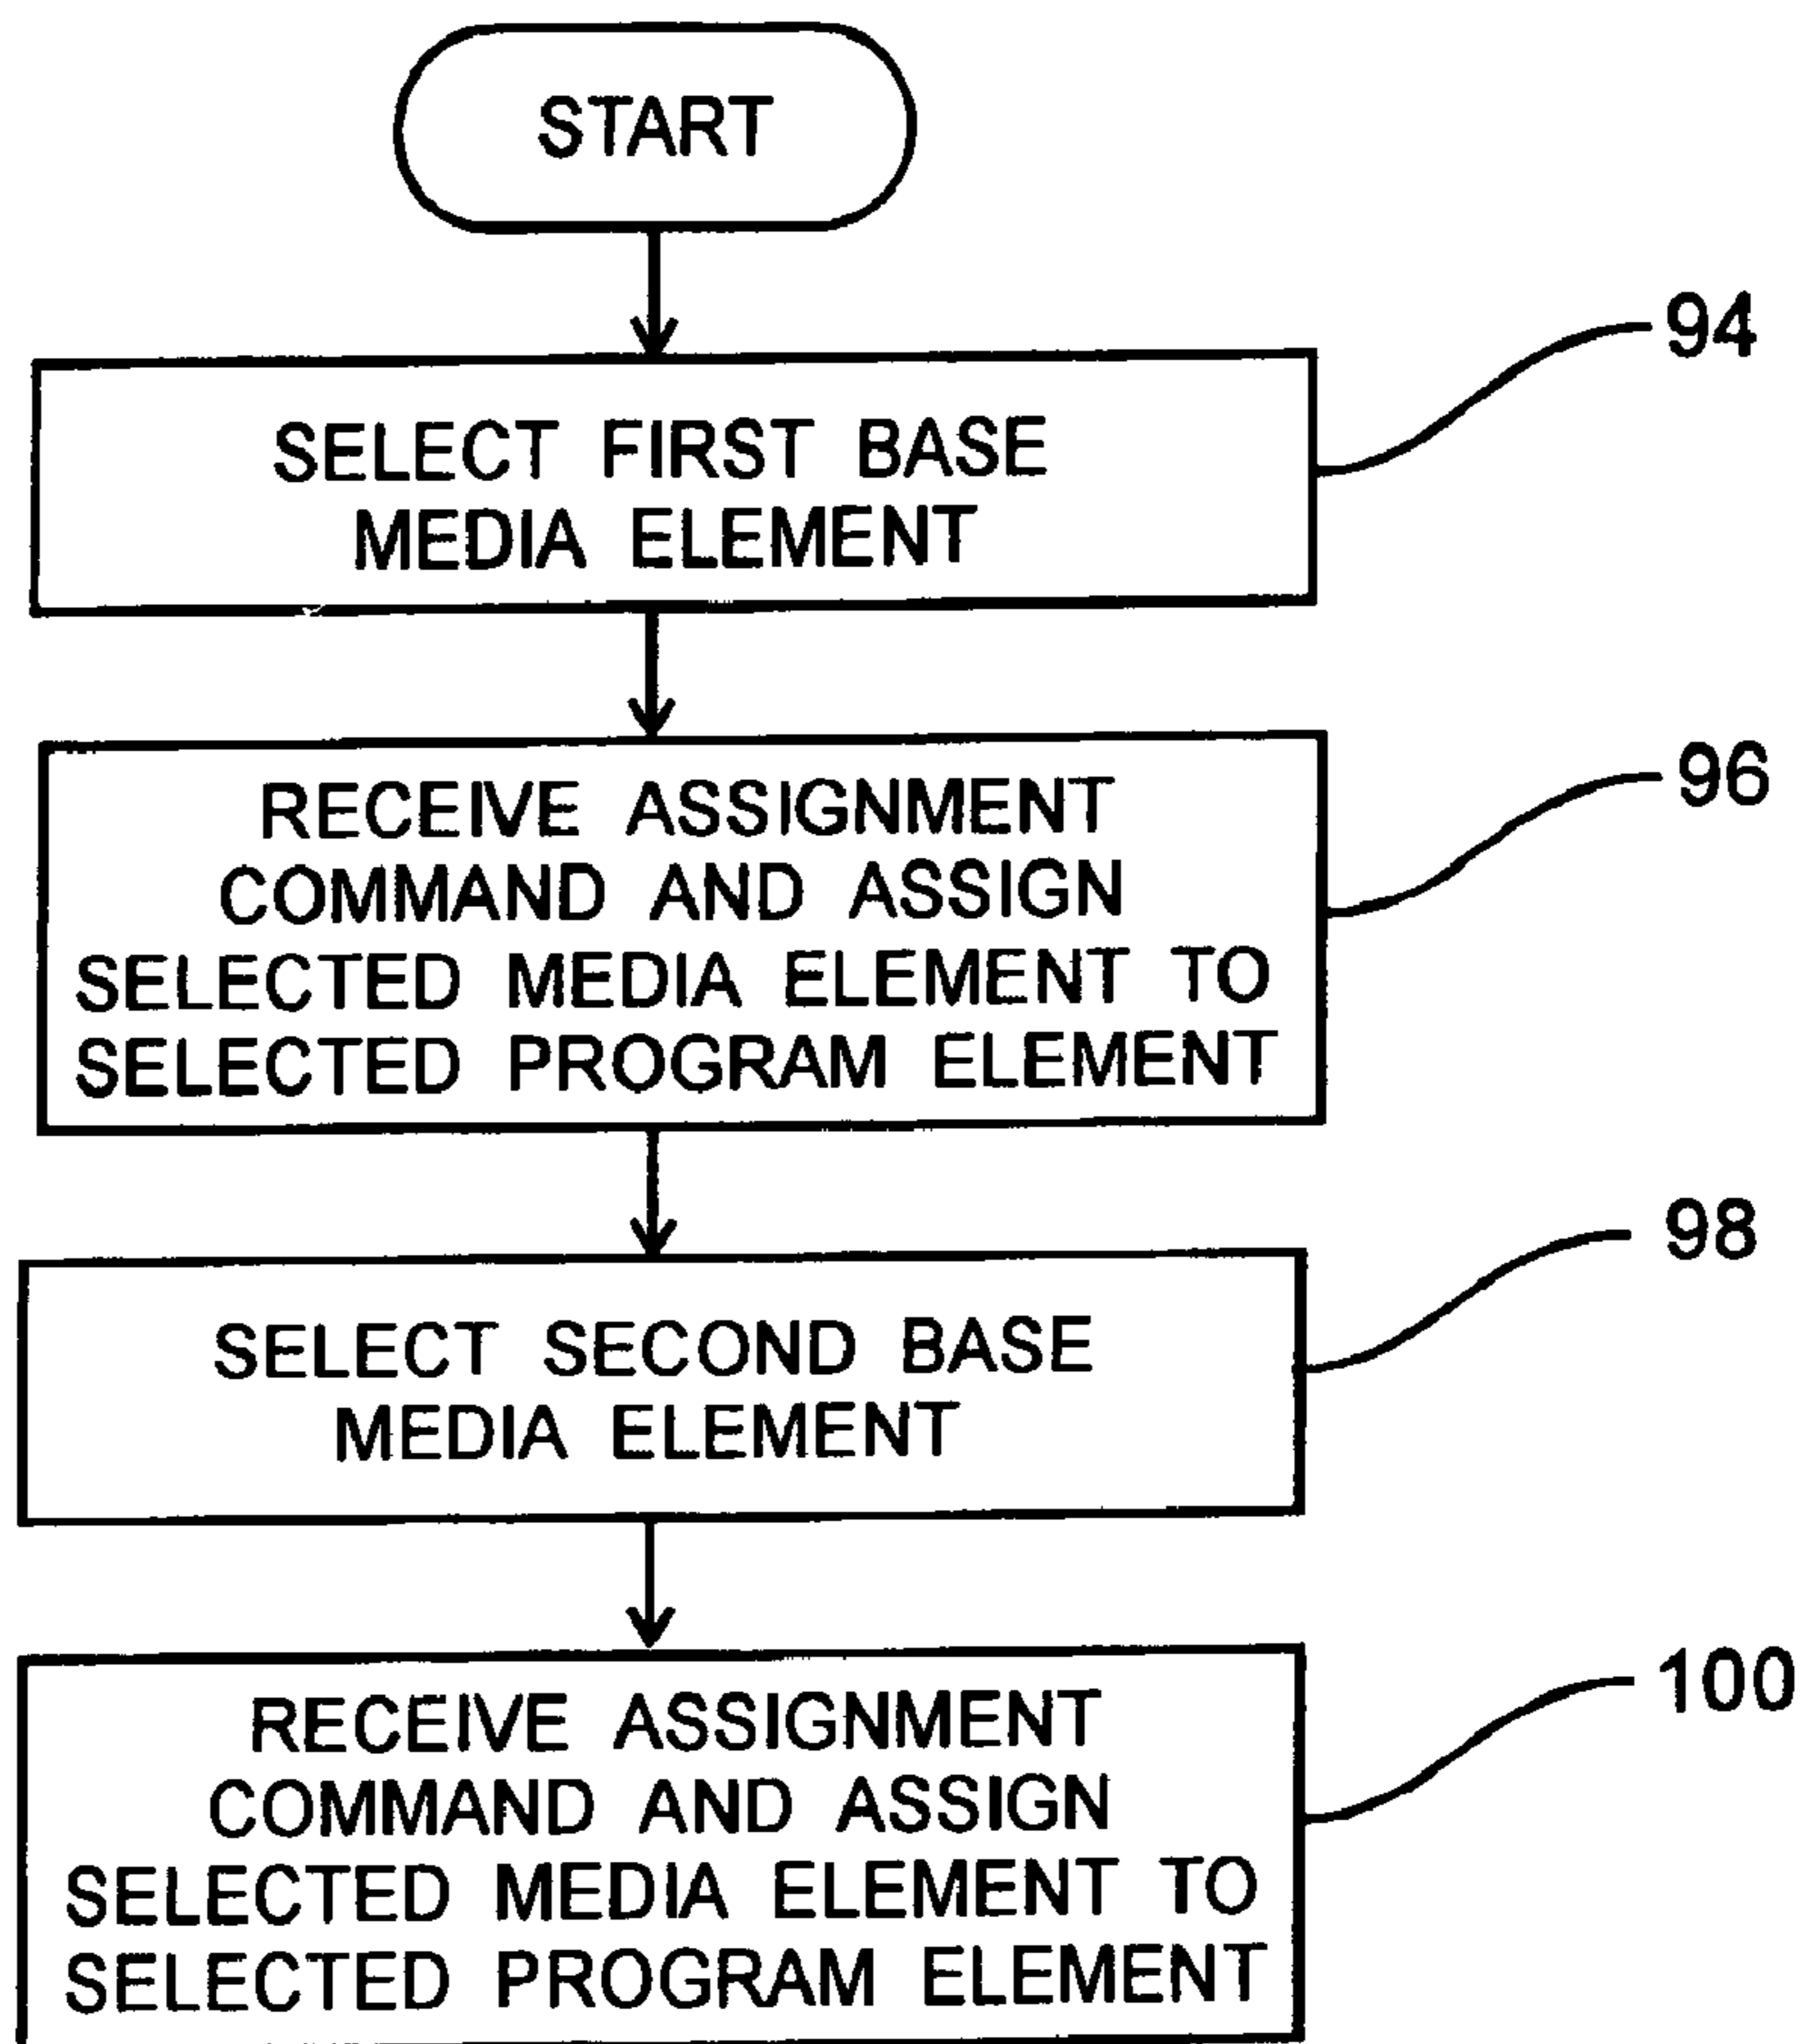 START
94
SELECT FIRST BASE
MEDIA ELEMENT
96
RECEIVE ASSIGNMENT
COMMAND AND ASSIGN
SELECTED MEDIA ELEMENT TO
SELECTED PROGRAM ELEMENT
98
SELECT SECOND BASE
MEDIA ELEMENT
100
RECEIVE ASSIGNMENT
COMMAND AND ASSIGN
SELECTED MEDIA ELEMENT TO
SELECTED PROGRAM ELEMENT